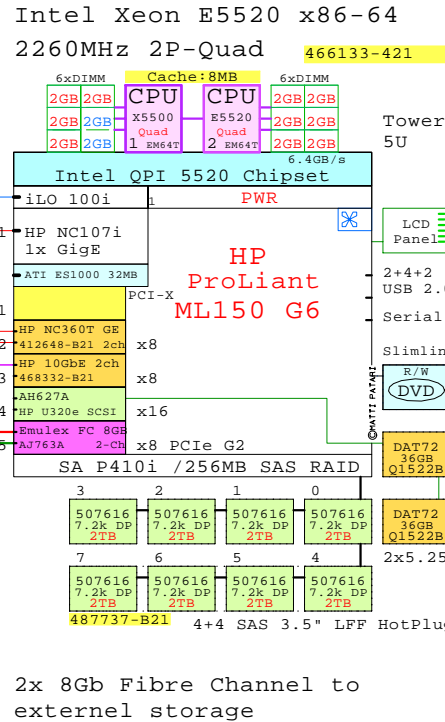 Intel Xeon E5520 x86-64
2260MHz 2P-Quad 466133-421
6xDIMM Cache:8MB 6xDIMM
2GB 2GB CPU CPU 2GB 2GB
2GB 2GB X5500 E5520 2GB 2GB
Quad Quad
2GB 2GB 1 EM64T 2 EM64T 2GB 2GB
Tower
5U
6.4GB/s
Intel QPI 5520 Chipset
iLO 100i 1 PWR
HP NC107i
1x GigE
LCD
Panel
ATI ES1000 32MB
HP
ProLiant
ML150 G6
2+4+2
USB 2.
Serial
PCI-X
1
HP NC360T GE
2 412648-B21 2ch x8
Slimlin
HP 10GbE 2ch
3 468332-B21 x8
R/W
DVD
©MATTI PATARI
AH627A
4 HP U320e SCSI x16
Emulex FC 8GB
5 AJ763A 2-Ch x8 PCIe G2
DAT72
36GB
Q1522B
SA P410i /256MB SAS RAID
3 2 1 0
507616 507616 507616 507616
7.2k DP 7.2k DP 7.2k DP 7.2k DP
2TB 2TB 2TB 2TB
DAT72
36GB
Q1522B
7 6 5 4
2x5.25
507616 507616 507616 507616
7.2k DP 7.2k DP 7.2k DP 7.2k DP
2TB 2TB 2TB 2TB
487737-B21 4+4 SAS 3.5" LFF HotPlug
2x 8Gb Fibre Channel to
externel storage